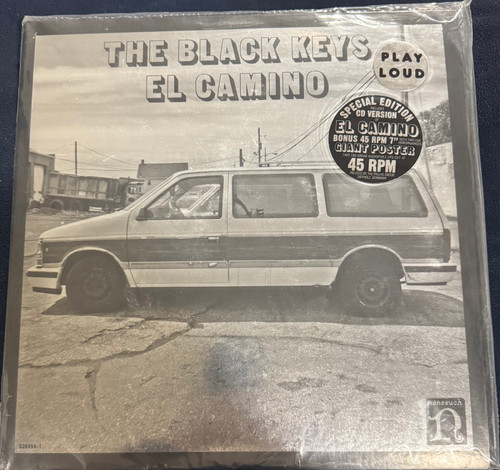 THE BLACK KEYS
EL CAMINO
PLAY
LOUD
SPECIAL EDITION
CD VERSION
EL CAMINO
BONUS 45 RPM 7"
GIANT POSTER
45 RPM
nonesuch